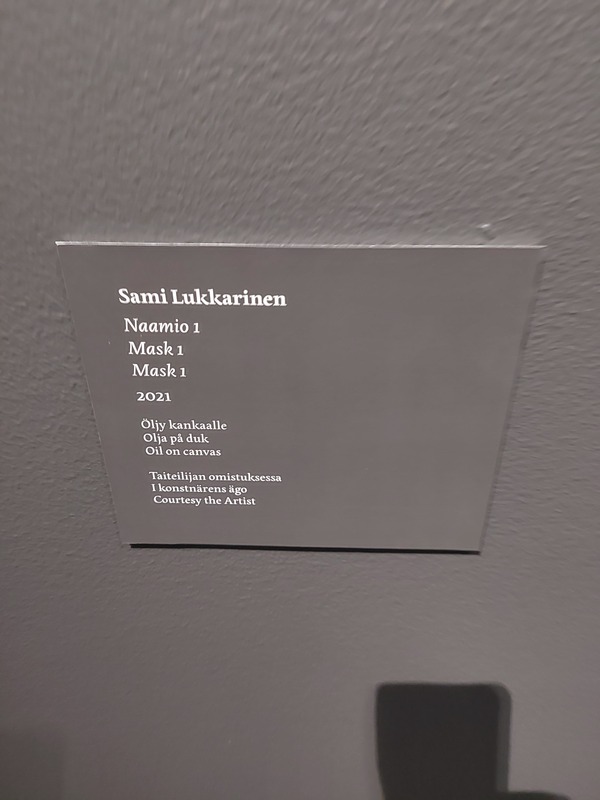 Sami Lukkarinen
Naamio 1
Mask 1
Mask 1
2021
Öljy kankaalle
Olja på duk
Oil on canvas
Taiteilijan omistuksessa
I konstnärens ägo
Courtesy the Artist